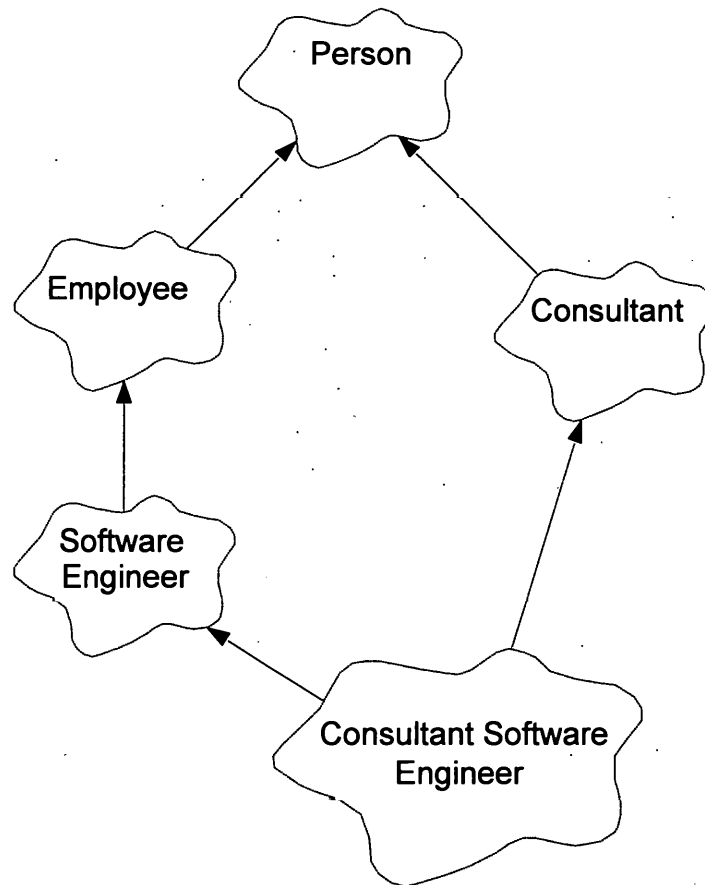 Person
Employee
Consultant
Software
Engineer
Consultant Software
Engineer